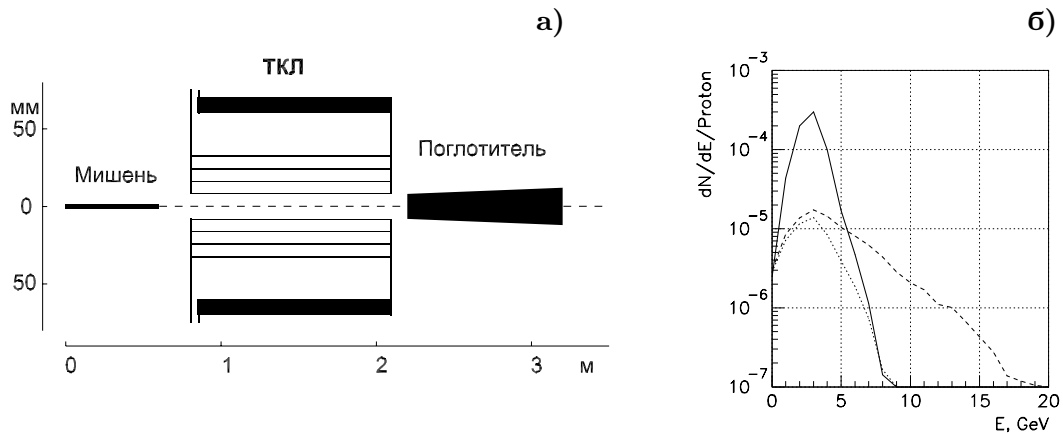 а)
ТКЛ
мм
50
0
50
Мишень
Поглотитель
0 1 2 3 м
б)
dN/dE/Proton
10-3
10-4
10-5
10-6
10-7
0 5 10 15 20
E, GeV